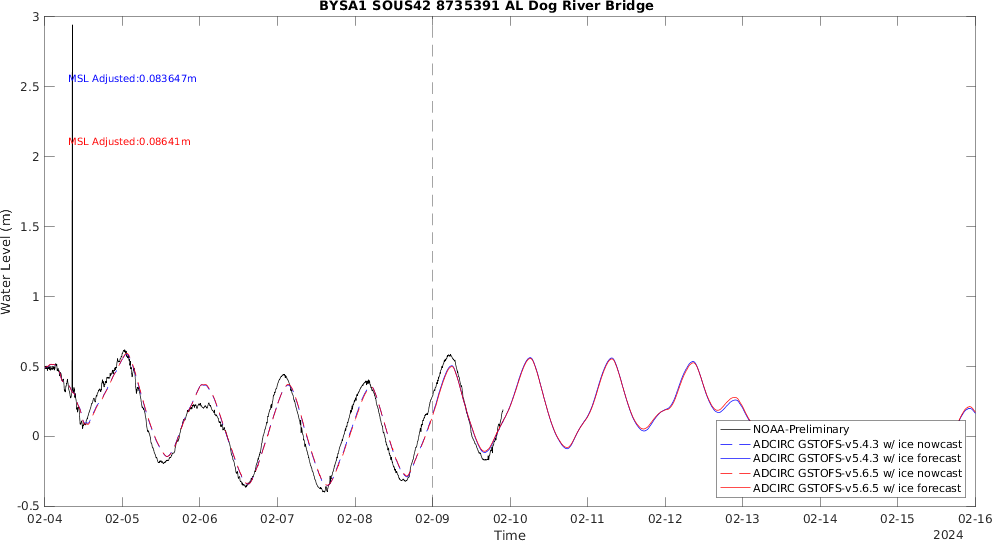 BYSA1 SOUS42 8735391 AL Dog River Bridge
3
2.5
2
1.5
1
0.5
0
-0.5
Water Level (m)
MSL Adjusted:0.083647m
MSL Adjusted:0.08641m
NOAA-Preliminary
ADCIRC GSTOFS-v5.4.3 w/ ice nowcast
ADCIRC GSTOFS-v5.4.3 w/ ice forecast
ADCIRC GSTOFS-v5.6.5 w/ ice nowcast
ADCIRC GSTOFS-v5.6.5 w/ ice forecast
02-04 02-05 02-06 02-07 02-08 02-09 02-10 02-11 02-12 02-13 02-14 02-15 02-16
Time
2024